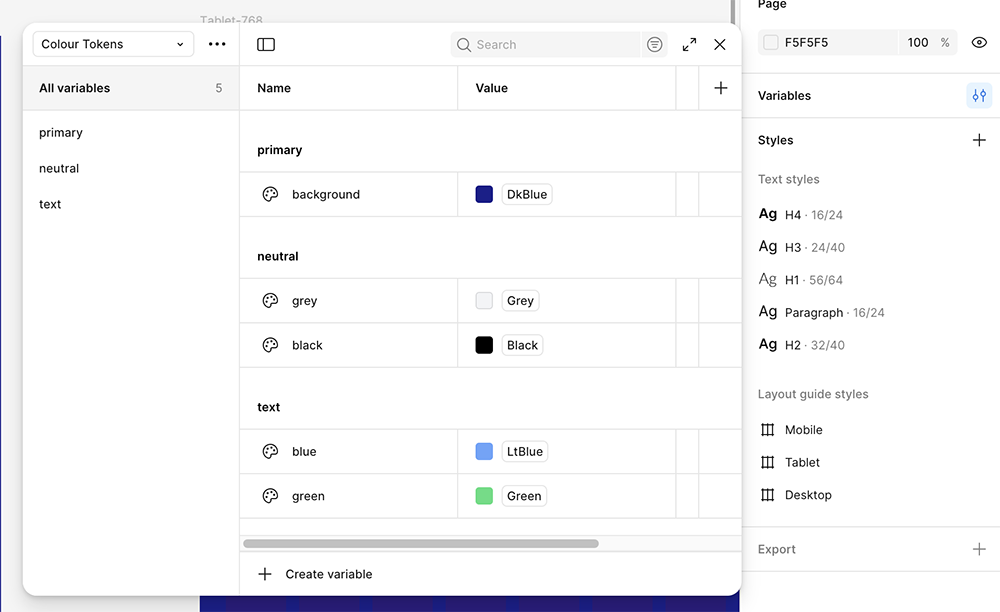 Tablet-768
Page
Colour Tokens
Search
F5F5F5 100 %
All variables 5
Name Value
Variables
primary
neutral
text
primary
background DkBlue
neutral
grey Grey
black Black
text
blue LtBlue
green Green
Create variable
Styles
Text styles
Ag H4 · 16/24
Ag H3 · 24/40
Ag H1 · 56/64
Ag Paragraph · 16/24
Ag H2 · 32/40
Layout guide styles
Mobile
Tablet
Desktop
Export